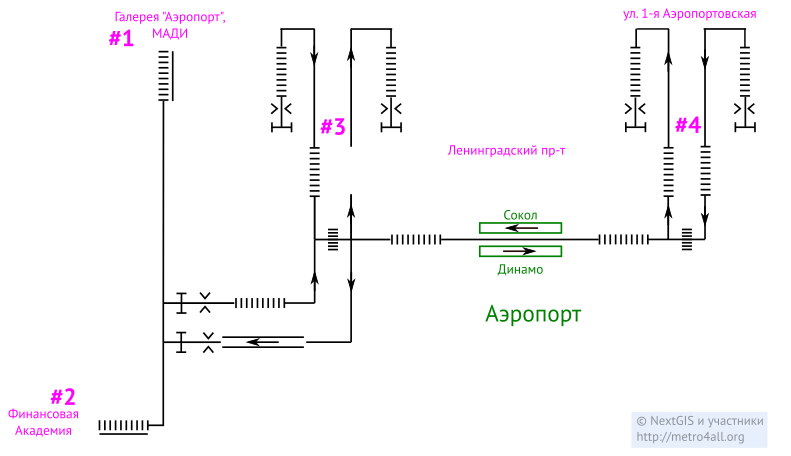 Галерея "Аэропорт",
МАДИ
#1
ул. 1-я Аэропортовская
#3
#4
Ленинградский пр-т
Сокол
Динамо
Аэропорт
#2
Финансовая
Академия
© NextGIS и участники
http://metro4all.org